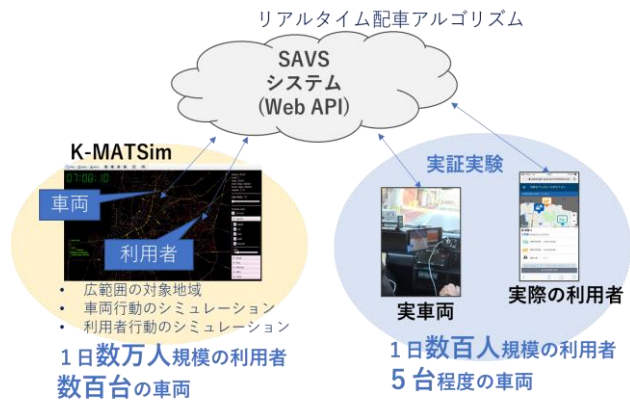 リアルタイム配車アルゴリズム
SAVS
システム
(Web API)
K-MATSim
07:00:10
車両
利用者
• 広範囲の対象地域
• 車両行動のシミュレーション
• 利用者行動のシミュレーション
1日数万人規模の利用者
数百台の車両
実証実験
実車両
実際の利用者
1日数百人規模の利用者
5台程度の車両